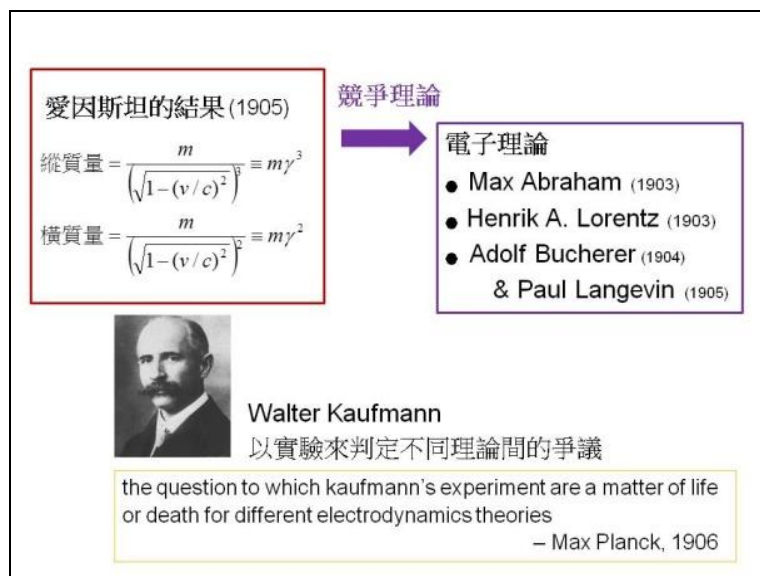 愛因斯坦的結果 (1905)
縱質量 = m / (√1−(v/c)²)³ ≡ mγ³
橫質量 = m / (√1−(v/c)²)² ≡ mγ²
競爭理論
電子理論
● Max Abraham (1903)
● Henrik A. Lorentz (1903)
● Adolf Bucherer (1904)
& Paul Langevin (1905)
Walter Kaufmann
以實驗來判定不同理論間的爭議
the question to which kaufmann's experiment are a matter of life
or death for different electrodynamics theories
– Max Planck, 1906